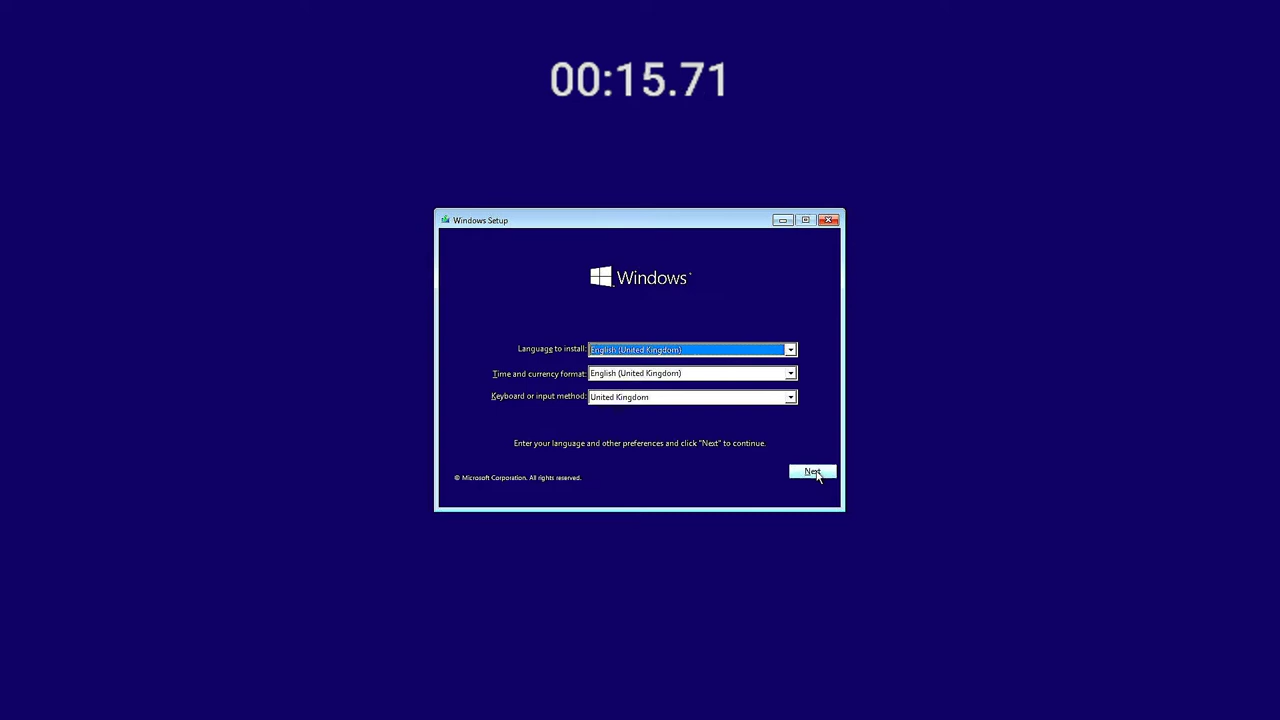 00:15.71
Windows Setup
Windows
Language to install: English (United Kingdom)
Time and currency format: English (United Kingdom)
Keyboard or input method: United Kingdom
Enter your language and other preferences and click "Next" to continue.
Next
© Microsoft Corporation. All rights reserved.